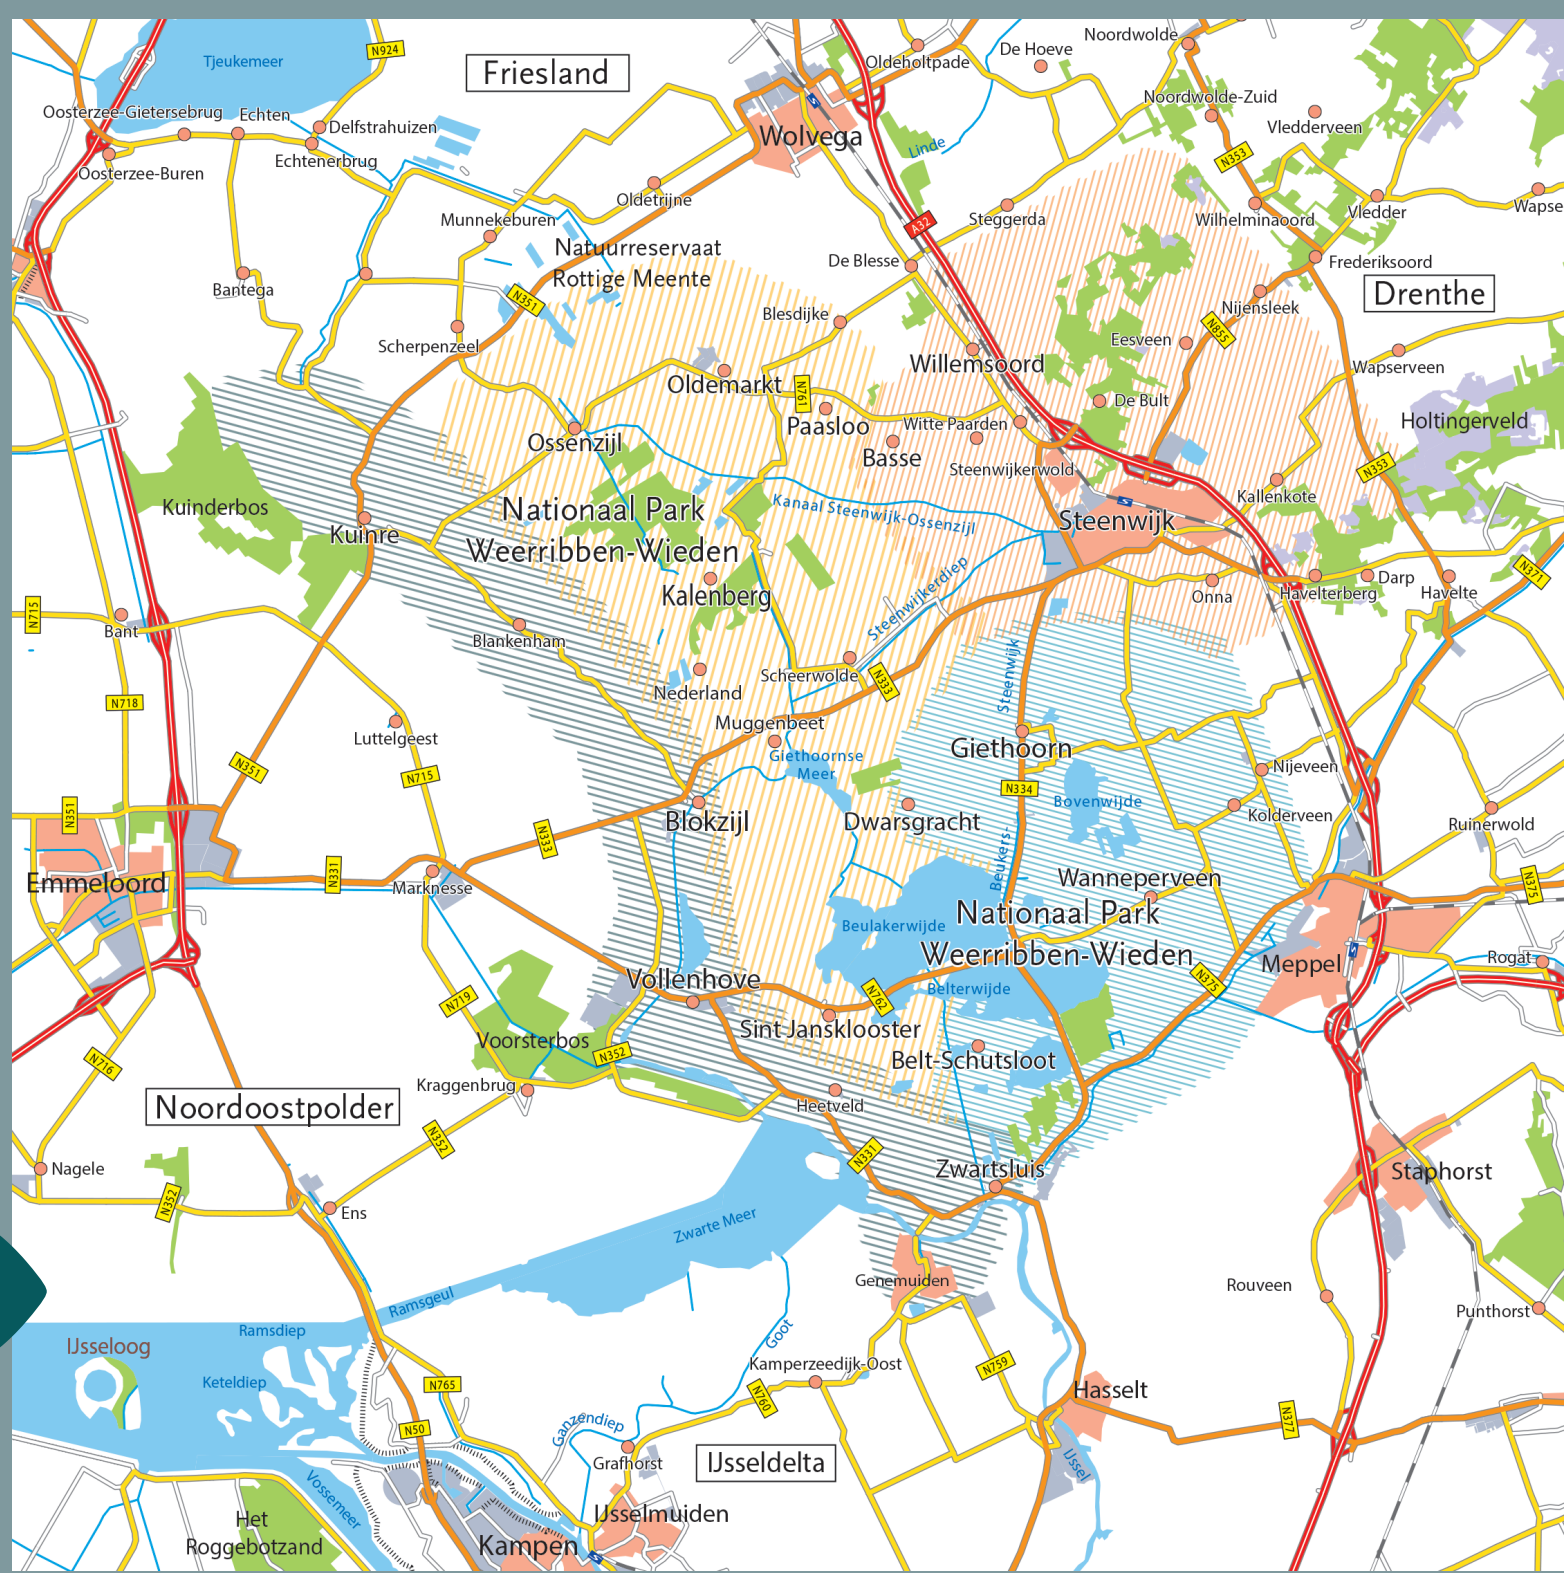 Tjeukemeer
N924
Friesland
Oldeholtpade
De Hoeve
Noordwolde
Oosterzee-Gietersebrug
Echten
Delfstrahuizen
Echtenerbrug
Oosterzee-Buren
Wolvega
Linde
Noordwolde-Zuid
Vledderveen
N353
Oldetrijne
Munnekeburen
Steggerda
A32
Wilhelminaoord
Vledder
Wapse
Natuurreservaat
Rottige Meente
De Blesse
Frederiksoord
Drenthe
Bantega
N351
Blesdijke
Nijensleek
N855
Scherpenzeel
Eesveen
Willemsoord
Wapserveen
Oldemarkt
N761
De Bult
Holtingerveld
Paasloo
Witte Paarden
Ossenzijl
Basse
Steenwijkerwold
N353
Kallenkote
Kuinderbos
Nationaal Park
Weerribben-Wieden
Kanaal Steenwijk-Ossenzijl
Steenwijk
Kuinre
Kalenberg
Steenwijkerdiep
Onna
Havelterberg
Darp
Havelte
N371
N715
Bant
Blankenham
Scheerwolde
N333
Steenwijk
Nederland
N718
Luttelgeest
Muggenbeet
Giethoornse
Meer
Giethoorn
N351
N715
Nijeveen
N334
Bovenwijde
N351
Blokzijl
Dwarsgracht
Kolderveen
Ruinerwold
N333
Beukers-
Emmeloord
N331
Marknesse
Wanneperveen
N375
Nationaal Park
Weerribben-Wieden
Beulakerwijde
Meppel
Rogat
Vollenhove
N375
Belterwijde
N719
N762
Sint Jansklooster
Voorsterbos
N352
Belt-Schutsloot
N716
Kraggenbrug
Noordoostpolder
Heetveld
N352
N331
Nagele
Zwartsluis
Staphorst
N352
Ens
Zwarte Meer
Genemuiden
Rouveen
Punthorst
Ramsgeul
Ramsdiep
IJsseloog
Goot
Keteldiep
Kamperzeedijk-Oost
N759
N765
N760
Hasselt
Ganzendiep
N50
N377
Grafhorst
IJsseldelta
IJssel
Vossemeer
Het
Roggebotzand
IJsselmuiden
Kampen